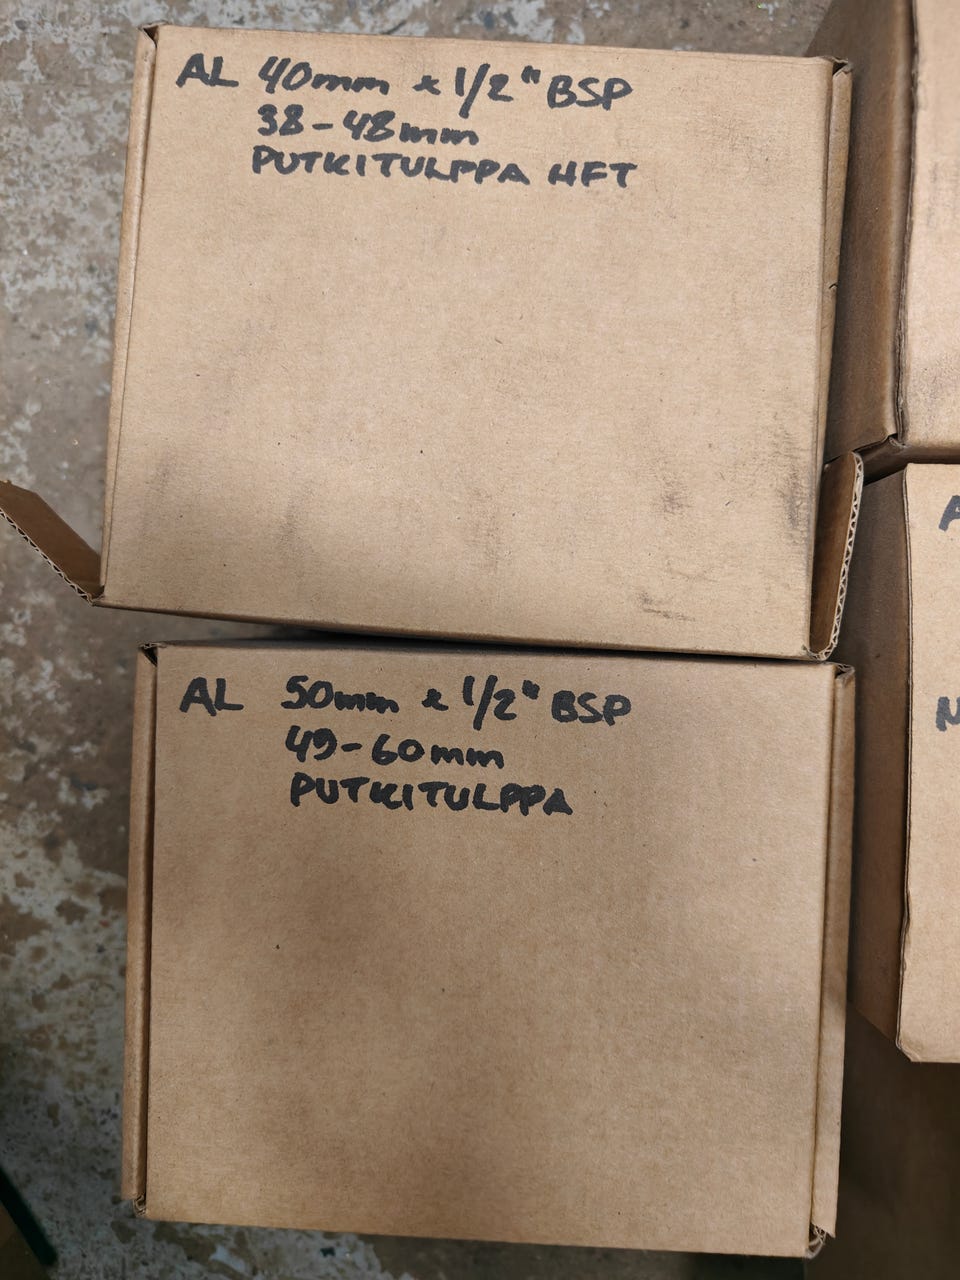 AL 40mm x 1/2" BSP
38-48mm
PUTKITULPPA HFT
AL 50mm x 1/2" BSP
49-60mm
PUTKITULPPA